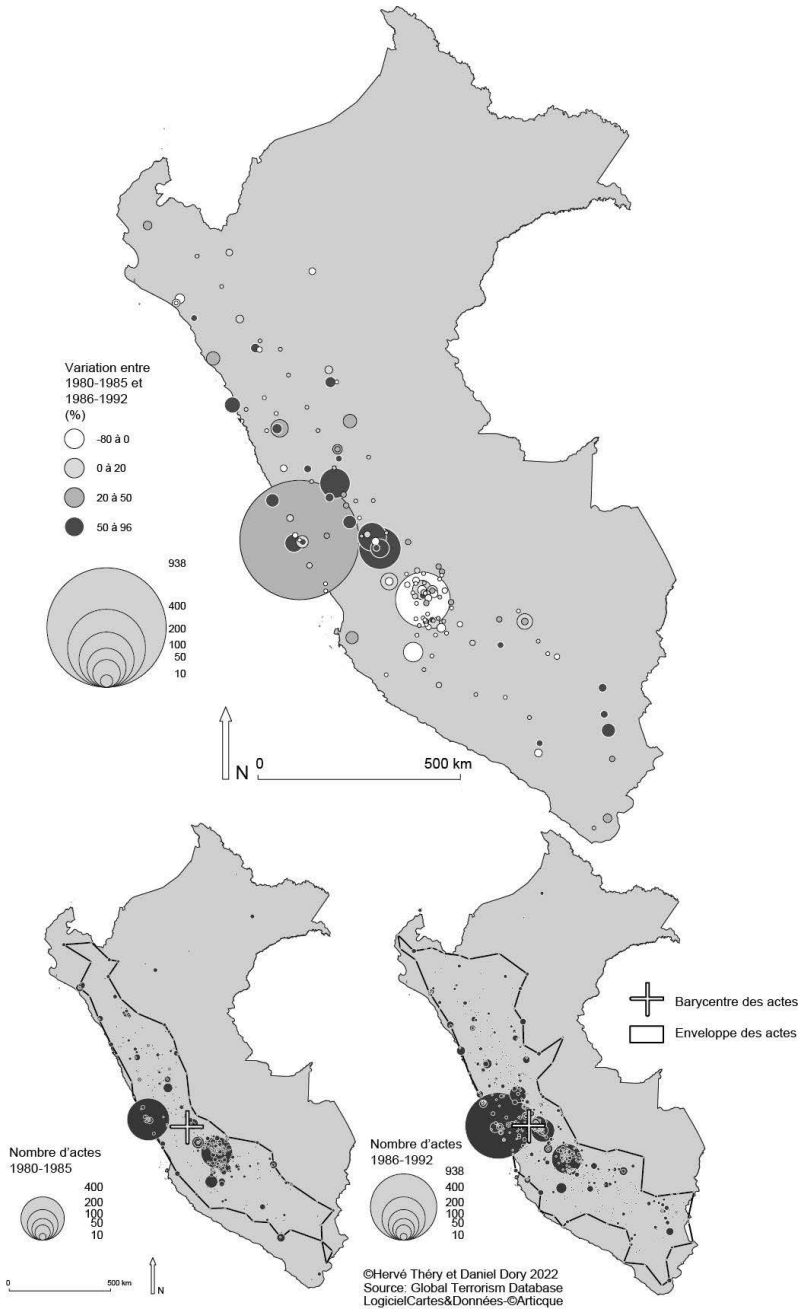 Variation entre
1980-1985 et
1986-1992
(%)
-80 à 0
0 à 20
20 à 50
50 à 96
938
400
200
100
50
10
N
0
500 km
Barycentre des actes
Enveloppe des actes
Nombre d'actes
1980-1985
400
200
100
50
10
0
500 km
N
Nombre d'actes
1986-1992
938
400
200
100
50
10
©Hervé Théry et Daniel Dory 2022
Source: Global Terrorism Database
LogicielCartes&Données-©Articque